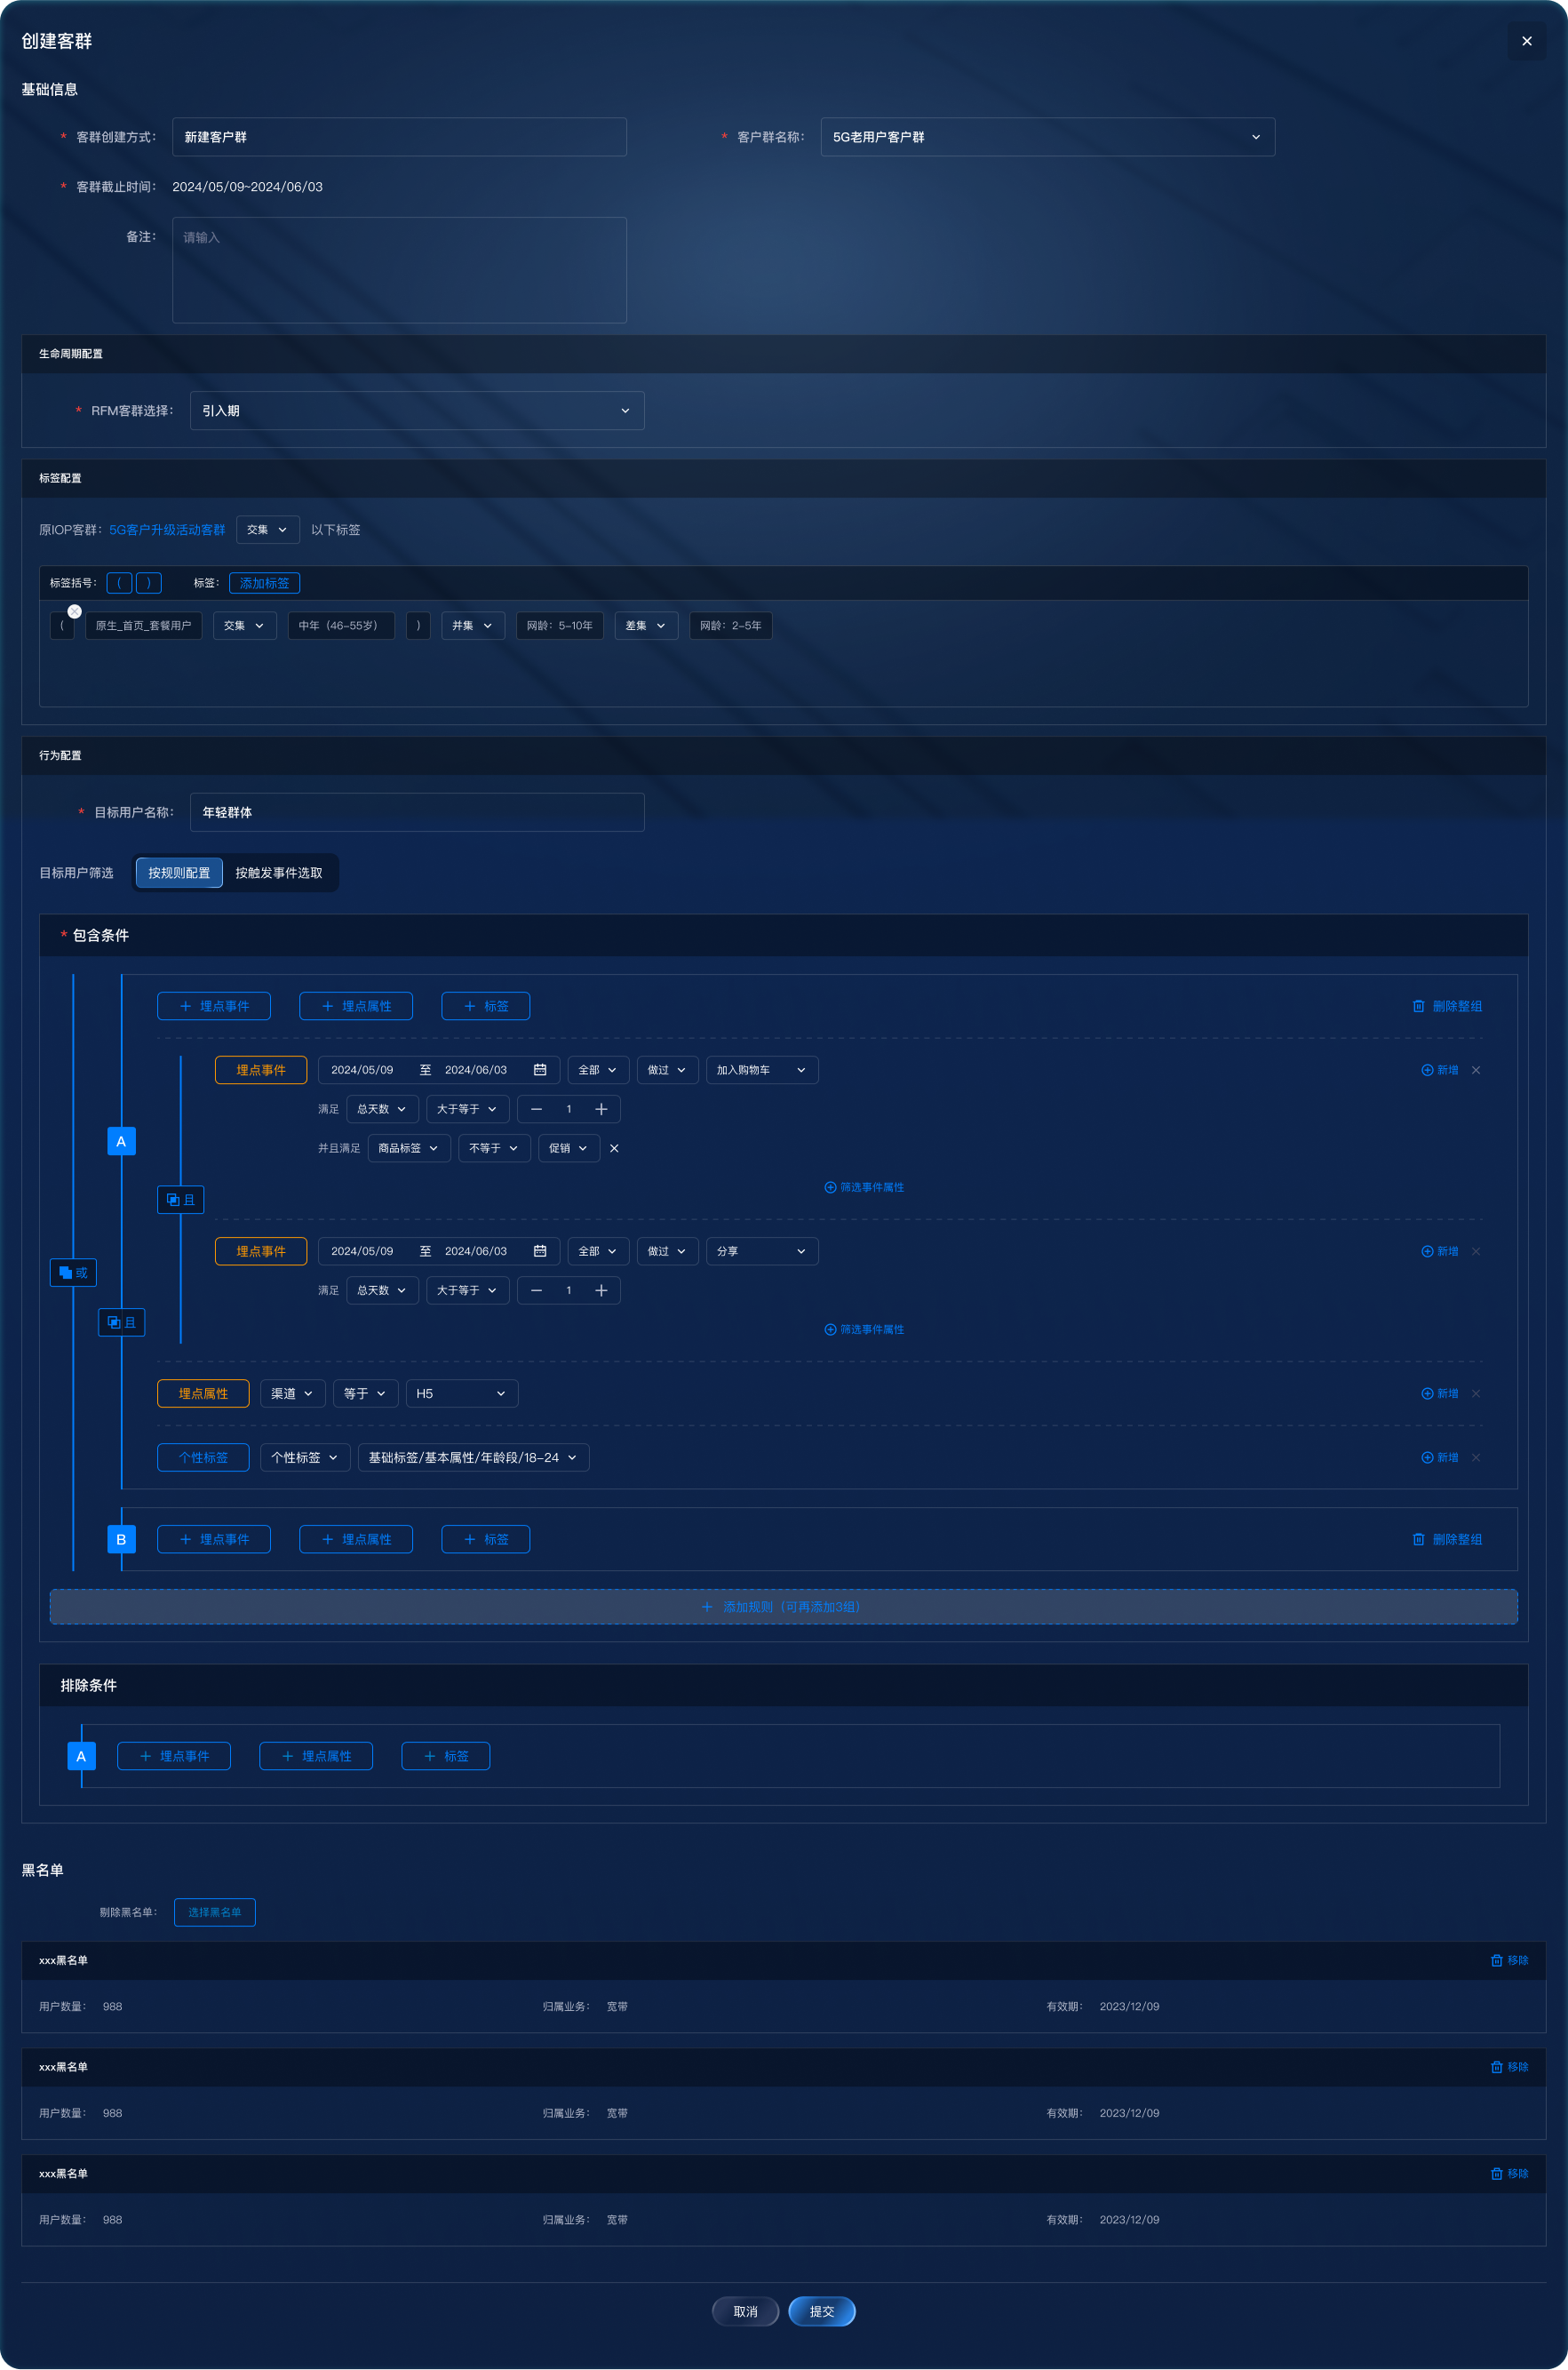 创建客群
基础信息
* 客群创建方式： 新建客户群 * 客户群名称： 5G老用户客户群
* 客群截止时间： 2024/05/09~2024/06/03
备注： 请输入
生命周期配置
* RFM客群选择： 引入期
标签配置
原IOP客群：5G客户升级活动客群 交集 以下标签
标签括号： ( ) 标签： 添加标签
( 原生_首页_套餐用户 交集 中年（46-55岁） ) 并集 网龄：5-10年 差集 网龄：2-5年
行为配置
* 目标用户名称： 年轻群体
目标用户筛选 按规则配置 按触发事件选取
* 包含条件
埋点事件 埋点属性 标签 删除整组
埋点事件 2024/05/09 至 2024/06/03 全部 做过 加入购物车 新增
满足 总天数 大于等于 1
A
并且满足 商品标签 不等于 促销
筛选事件属性
且
埋点事件 2024/05/09 至 2024/06/03 全部 做过 分享 新增
或
满足 总天数 大于等于 1
且
筛选事件属性
埋点属性 渠道 等于 H5 新增
个性标签 个性标签 基础标签/基本属性/年龄段/18-24 新增
B 埋点事件 埋点属性 标签 删除整组
添加规则（可再添加3组）
排除条件
A 埋点事件 埋点属性 标签
黑名单
剔除黑名单： 选择黑名单
xxx黑名单 移除
用户数量： 988 归属业务： 宽带 有效期： 2023/12/09
xxx黑名单 移除
用户数量： 988 归属业务： 宽带 有效期： 2023/12/09
xxx黑名单 移除
用户数量： 988 归属业务： 宽带 有效期： 2023/12/09
取消 提交